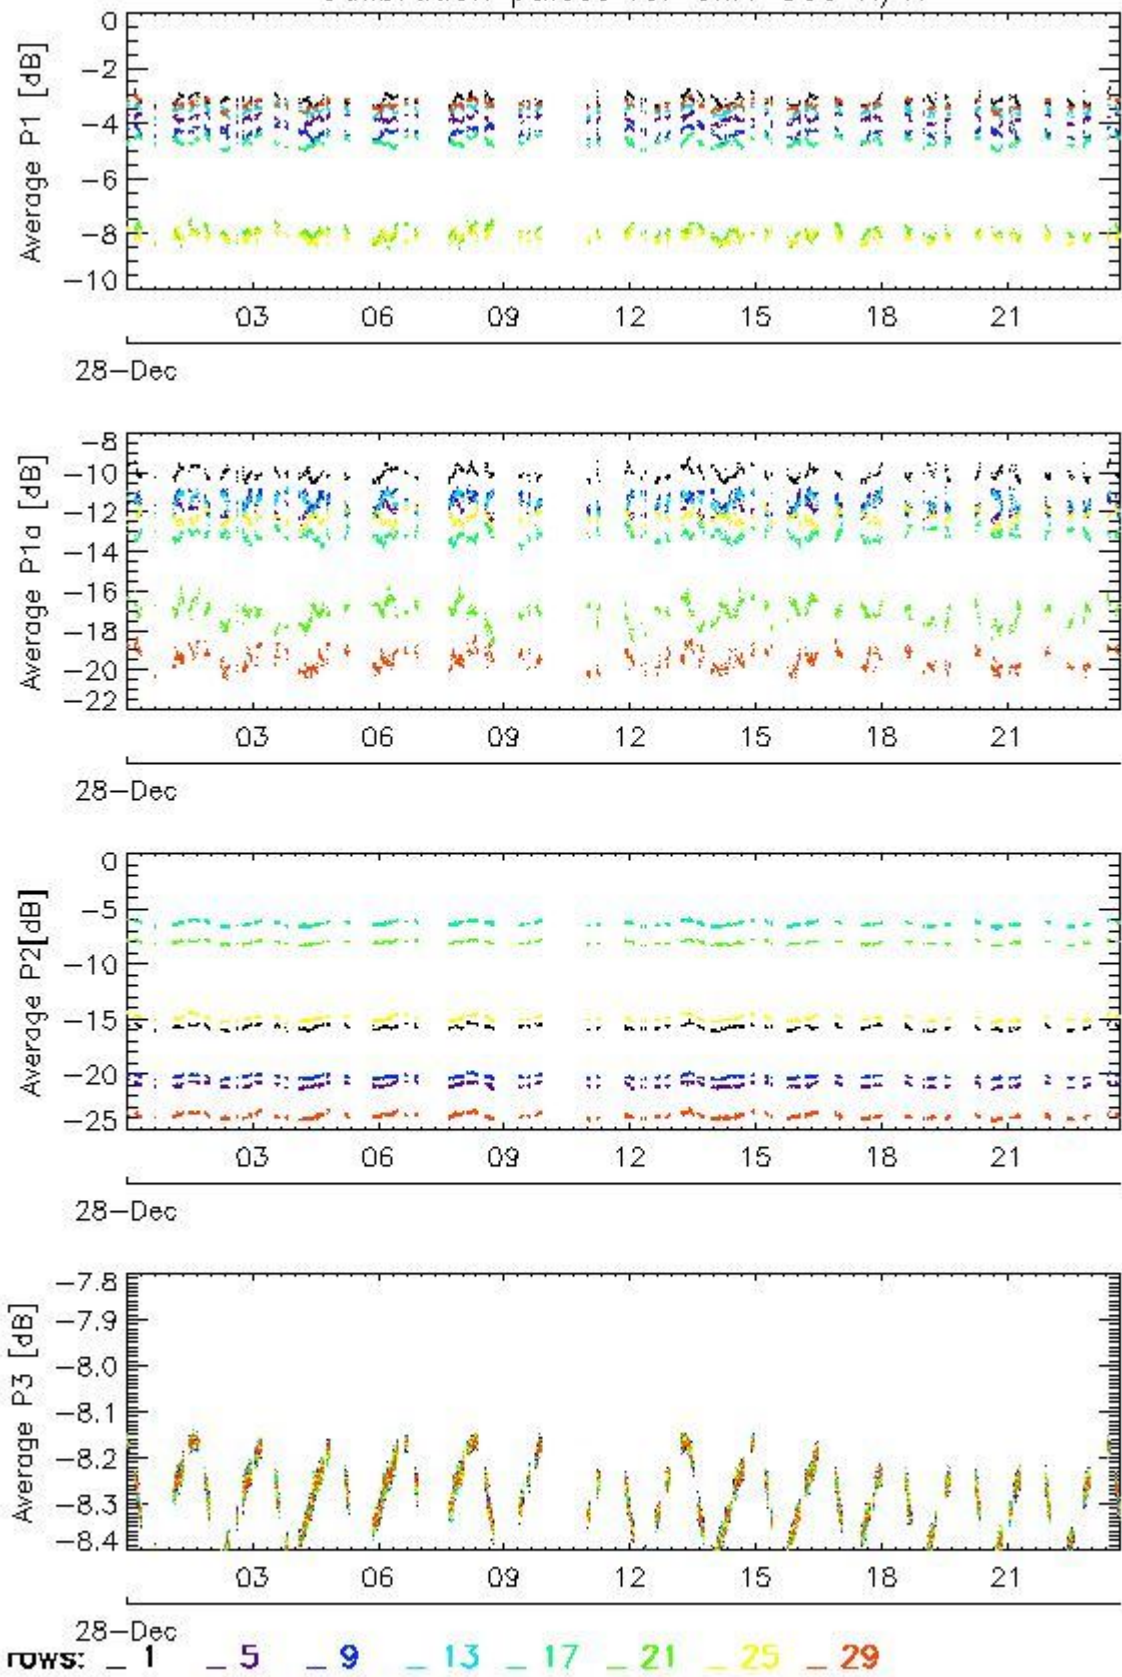 0
−2
−4
−6
−8
−10
Average P1 [dB]
03 06 09 12 15 18 21
28−Dec
−8
−10
−12
−14
−16
−18
−20
−22
Average P1a [dB]
03 06 09 12 15 18 21
28−Dec
0
−5
−10
−15
−20
−25
Average P2[dB]
03 06 09 12 15 18 21
28−Dec
−7.8
−7.9
−8.0
−8.1
−8.2
−8.3
−8.4
Average P3 [dB]
03 06 09 12 15 18 21
28−Dec
rows: _ 1 _ 5 _ 9 _ 13 _ 17 _ 21 _ 25 _ 29